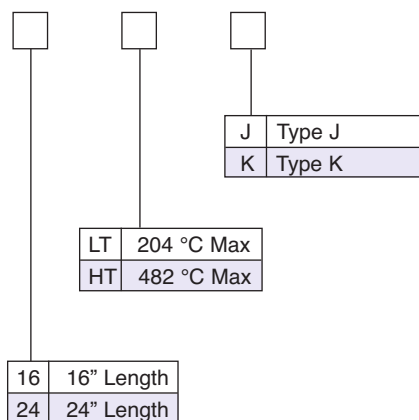 J Type J
K Type K
LT 204 °C Max
HT 482 °C Max
16 16” Length
24 24” Length